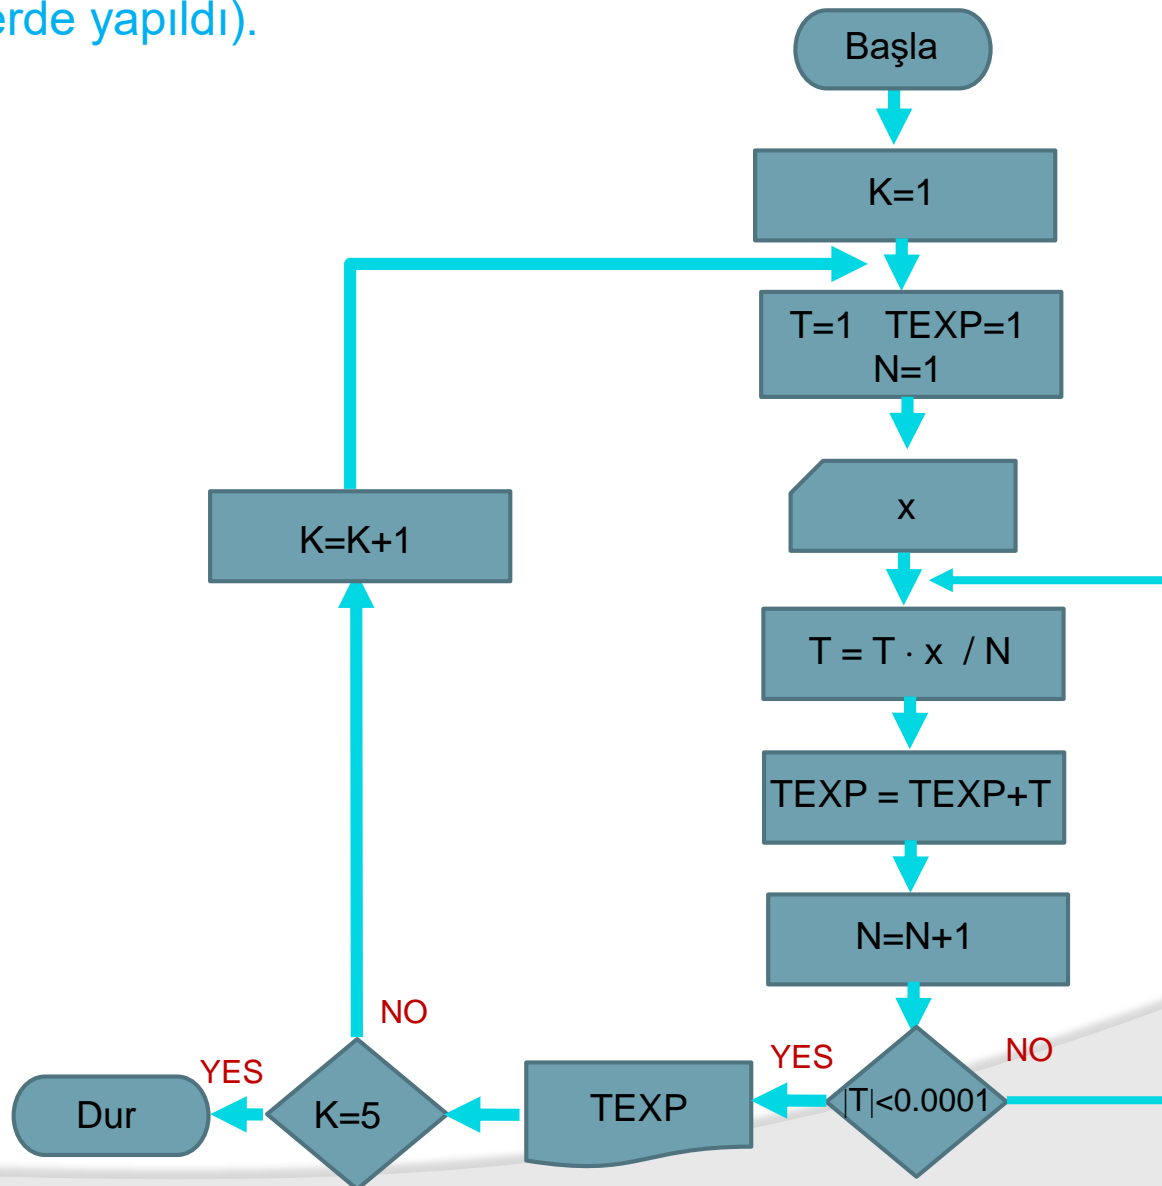 erde yapıldı).
Başla
K=1
T=1 TEXP=1
N=1
x
K=K+1
T = T · x / N
TEXP = TEXP+T
N=N+1
NO
YES
YES
NO
Dur
K=5
TEXP
|T|<0.0001